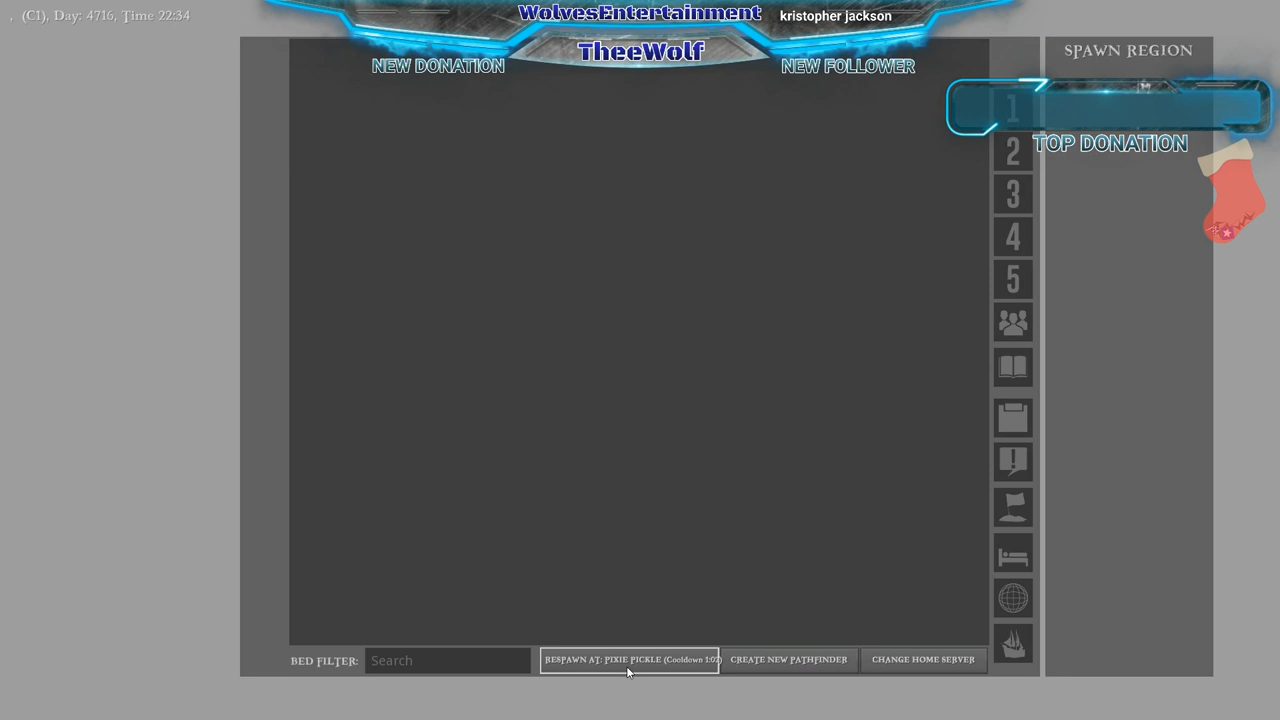 , (C1), Day: 4716, Time 22:34
WolvesEntertainment
kristopher jackson
TheeWolf
NEW DONATION
NEW FOLLOWER
SPAWN REGION
1
TOP DONATION
2
3
4
5
BED FILTER:
Search
RESPAWN AT: PIXIE PICKLE (Cooldown 1:02)
CREATE NEW PATHFINDER
CHANGE HOME SERVER